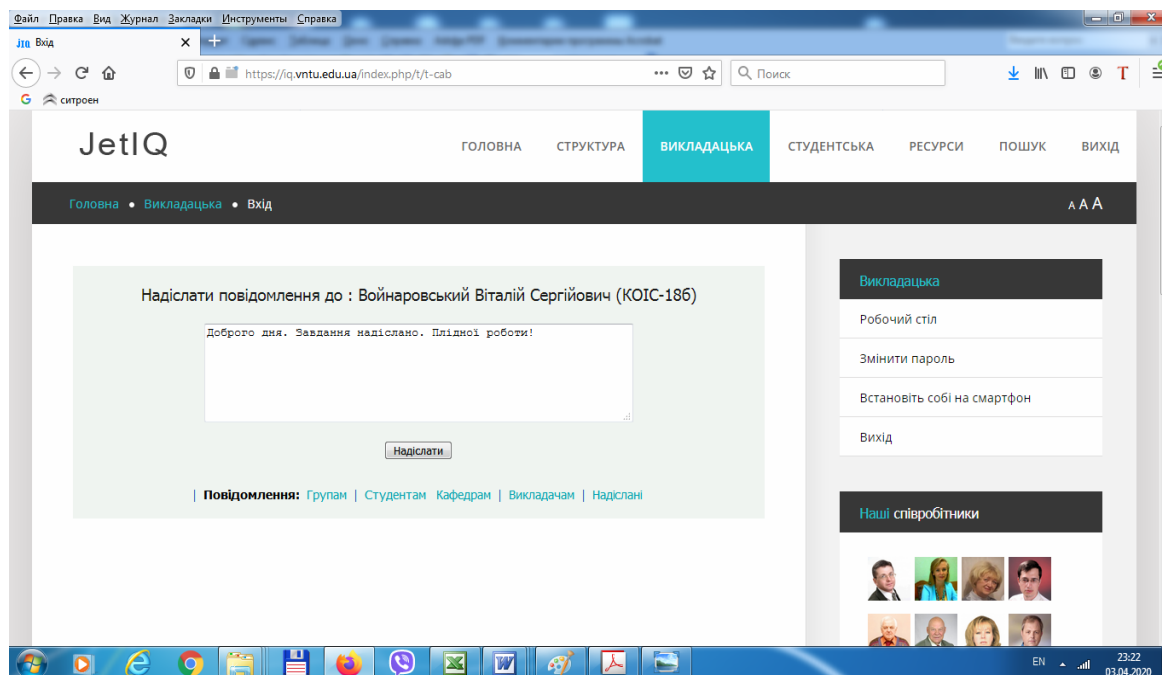 Файл Правка Вид Журнал Закладки Инструменты Справка
JIQ Вхід
https://iq.vntu.edu.ua/index.php/t/t-cab
Поиск
ситроен
JetIQ
ГОЛОВНА СТРУКТУРА ВИКЛАДАЦЬКА СТУДЕНТСЬКА РЕСУРСИ ПОШУК ВИХІД
Головна • Викладацька • Вхід
A A A
Надіслати повідомлення до : Войнаровський Віталій Сергійович (КОІС-18б)
Доброго дня. Завдання надіслано. Плідної роботи!
Надіслати
| Повідомлення: Групам | Студентам Кафедрам | Викладачам | Надіслані
Викладацька
Робочий стіл
Змінити пароль
Встановіть собі на смартфон
Вихід
Наші співробітники
EN
23:22
03.04.2020